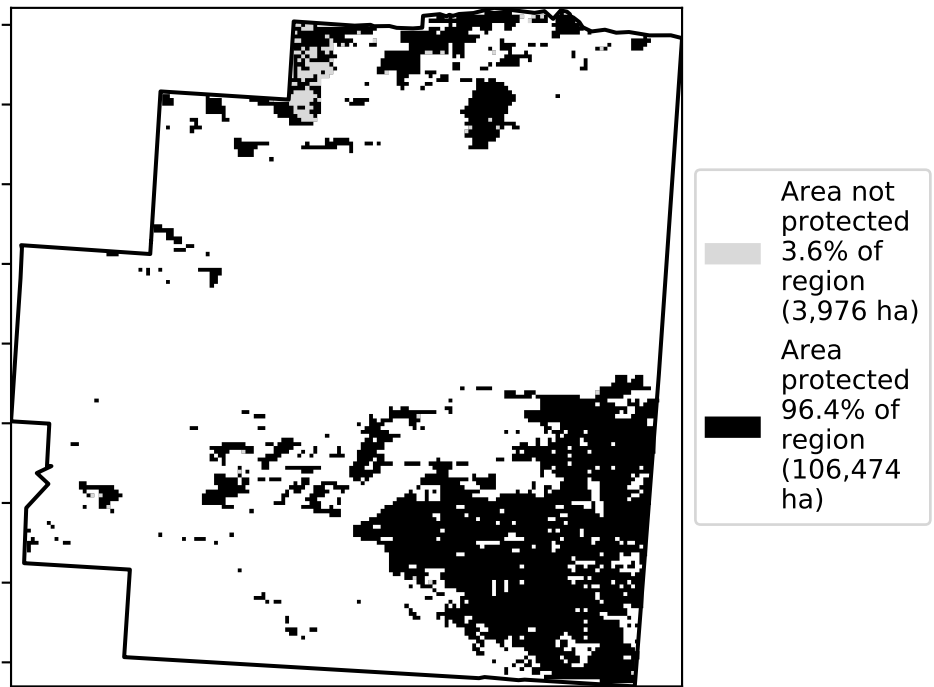 Area not
protected
3.6% of
region
(3,976 ha)
Area
protected
96.4% of
region
(106,474
ha)